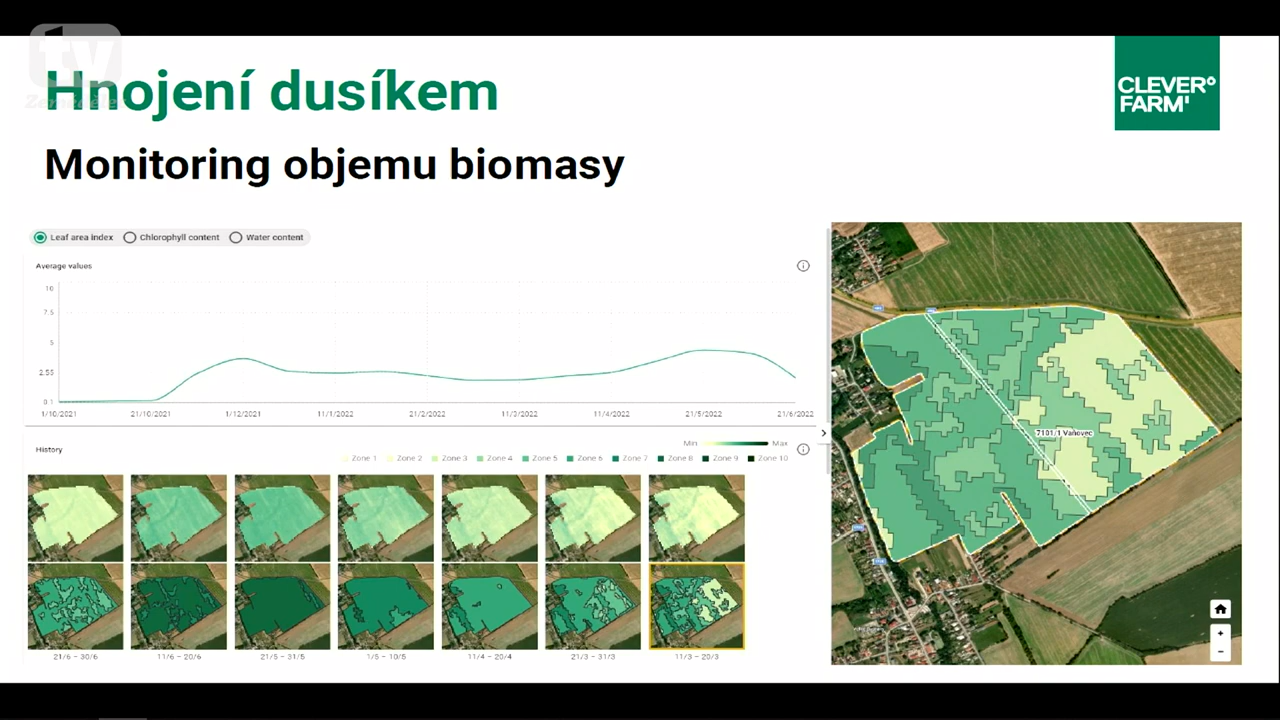 tv
Hnojení dusíkem
CLEVER°
FARM'
Monitoring objemu biomasy
Leaf area index Chlorophyll content Water content
Average values
10
7.5
5
2.55
0.1
1/10/2021 21/10/2021 1/12/2021 11/1/2022 21/2/2022 11/3/2022 11/4/2022 21/5/2022 21/6/2022
History
Min Max
Zone 1 Zone 2 Zone 3 Zone 4 Zone 5 Zone 6 Zone 7 Zone 8 Zone 9 Zone 10
21/6 – 30/6 11/6 – 20/6 21/5 – 31/5 1/5 – 10/5 11/4 – 20/4 21/3 – 31/3 11/3 – 20/3
7101/1 Vaňovec
+
−